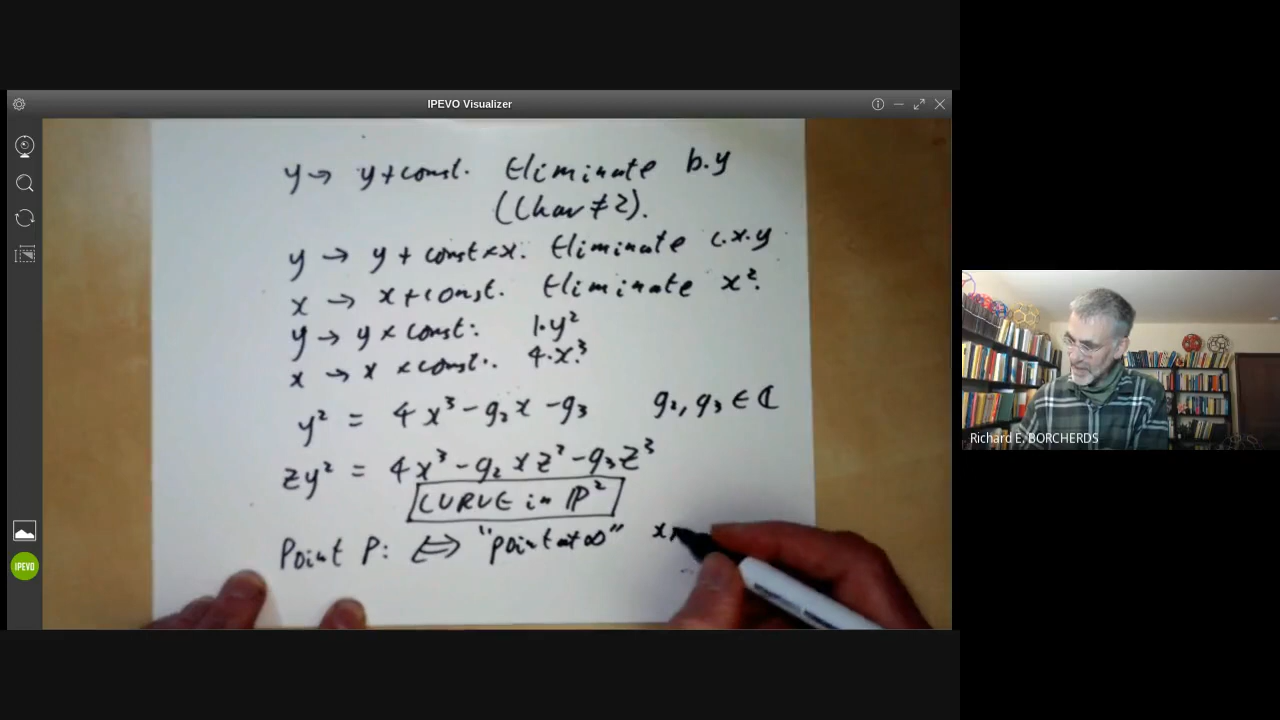 IPEVO Visualizer
y → y + const. Eliminate b.y
(Char ≠ 2).
y → y + const × x. Eliminate c.x.y
x → x + const. Eliminate x².
y → y × const: 1.y²
x → x × const. 4.x³
y² = 4x³ - g₂x - g₃ g₂, g₃ ∈ ℂ
zy² = 4x³ - g₂xz² - g₃z³
CURVE in ℙ²
Point P: ⟺ "point at ∞" x
Richard E. BORCHERDS
IPEVO